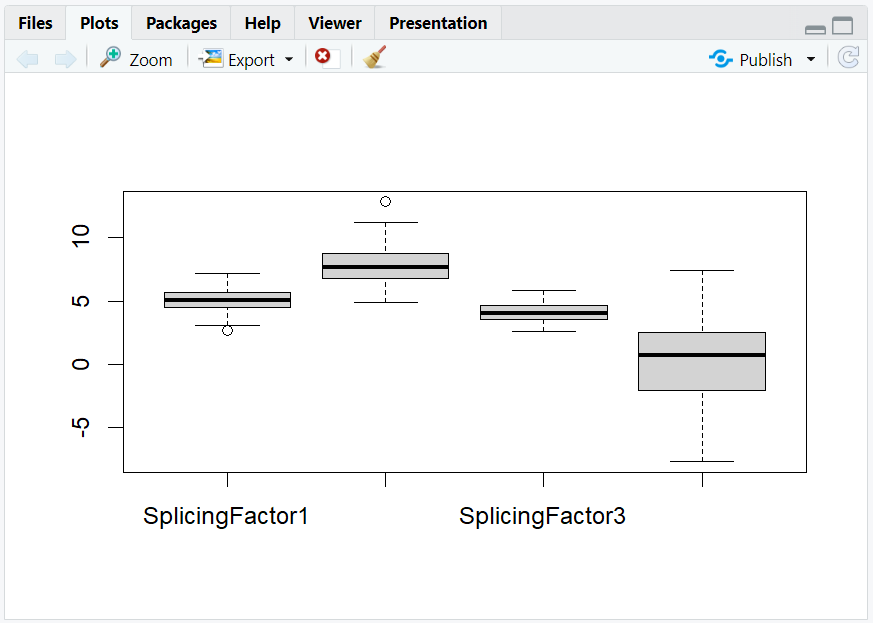 Files Plots Packages Help Viewer Presentation
Zoom Export Publish
10
5
0
-5
SplicingFactor1 SplicingFactor3